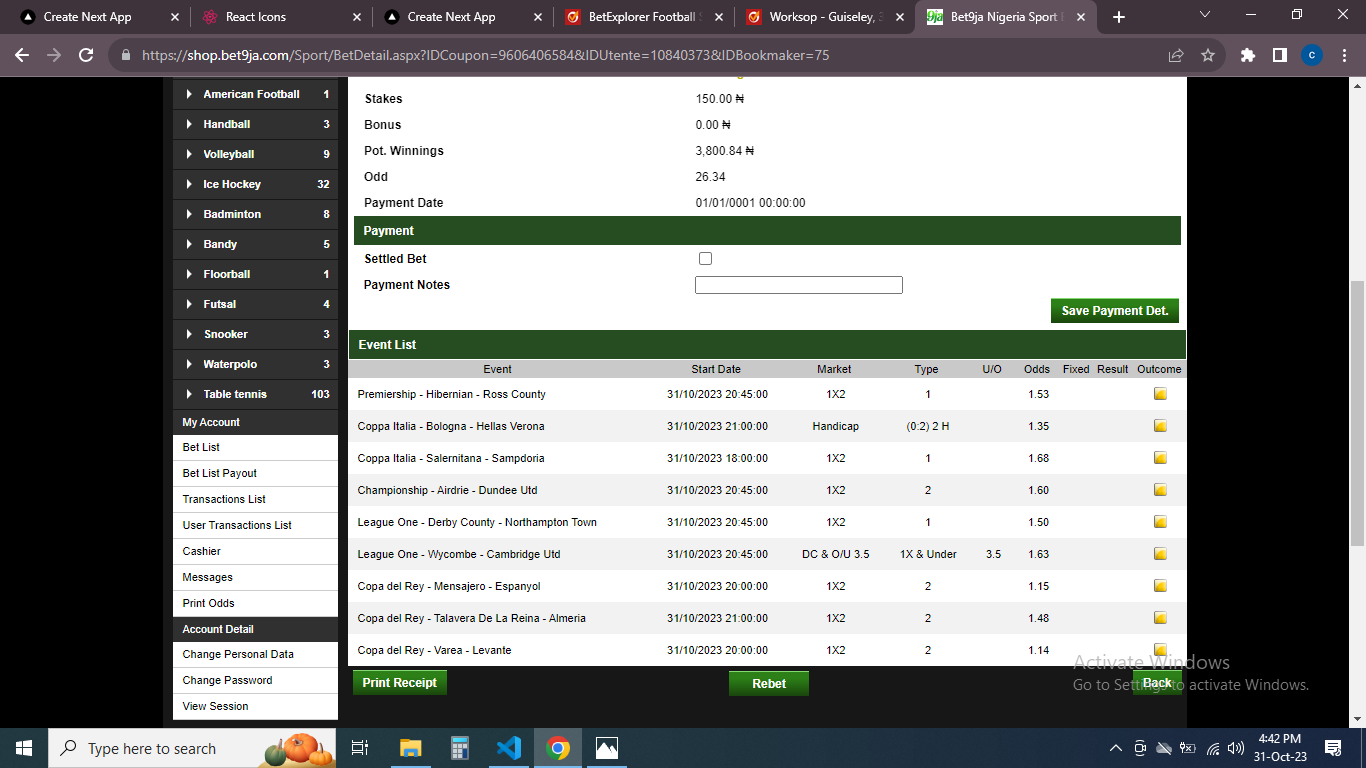 Create Next App
React Icons
Create Next App
BetExplorer Football S
Worksop - Guiseley, 3
9ja Bet9ja Nigeria Sport B
https://shop.bet9ja.com/Sport/BetDetail.aspx?IDCoupon=9606406584&IDUtente=10840373&IDBookmaker=75
C
American Football 1
Handball 3
Volleyball 9
Ice Hockey 32
Badminton 8
Bandy 5
Floorball 1
Futsal 4
Snooker 3
Waterpolo 3
Table tennis 103
My Account
Bet List
Bet List Payout
Transactions List
User Transactions List
Cashier
Messages
Print Odds
Account Detail
Change Personal Data
Change Password
View Session
Stakes 150.00 ₦
Bonus 0.00 ₦
Pot. Winnings 3,800.84 ₦
Odd 26.34
Payment Date 01/01/0001 00:00:00
Payment
Settled Bet
Payment Notes
Save Payment Det.
Event List
Event Start Date Market Type U/O Odds Fixed Result Outcome
Premiership - Hibernian - Ross County 31/10/2023 20:45:00 1X2 1 1.53
Coppa Italia - Bologna - Hellas Verona 31/10/2023 21:00:00 Handicap (0:2) 2 H 1.35
Coppa Italia - Salernitana - Sampdoria 31/10/2023 18:00:00 1X2 1 1.68
Championship - Airdrie - Dundee Utd 31/10/2023 20:45:00 1X2 2 1.60
League One - Derby County - Northampton Town 31/10/2023 20:45:00 1X2 1 1.50
League One - Wycombe - Cambridge Utd 31/10/2023 20:45:00 DC & O/U 3.5 1X & Under 3.5 1.63
Copa del Rey - Mensajero - Espanyol 31/10/2023 20:00:00 1X2 2 1.15
Copa del Rey - Talavera De La Reina - Almeria 31/10/2023 21:00:00 1X2 2 1.48
Copa del Rey - Varea - Levante 31/10/2023 20:00:00 1X2 2 1.14
Print Receipt Rebet Back
Activate Windows
Go to Settings to activate Windows.
Type here to search
4:42 PM
31-Oct-23